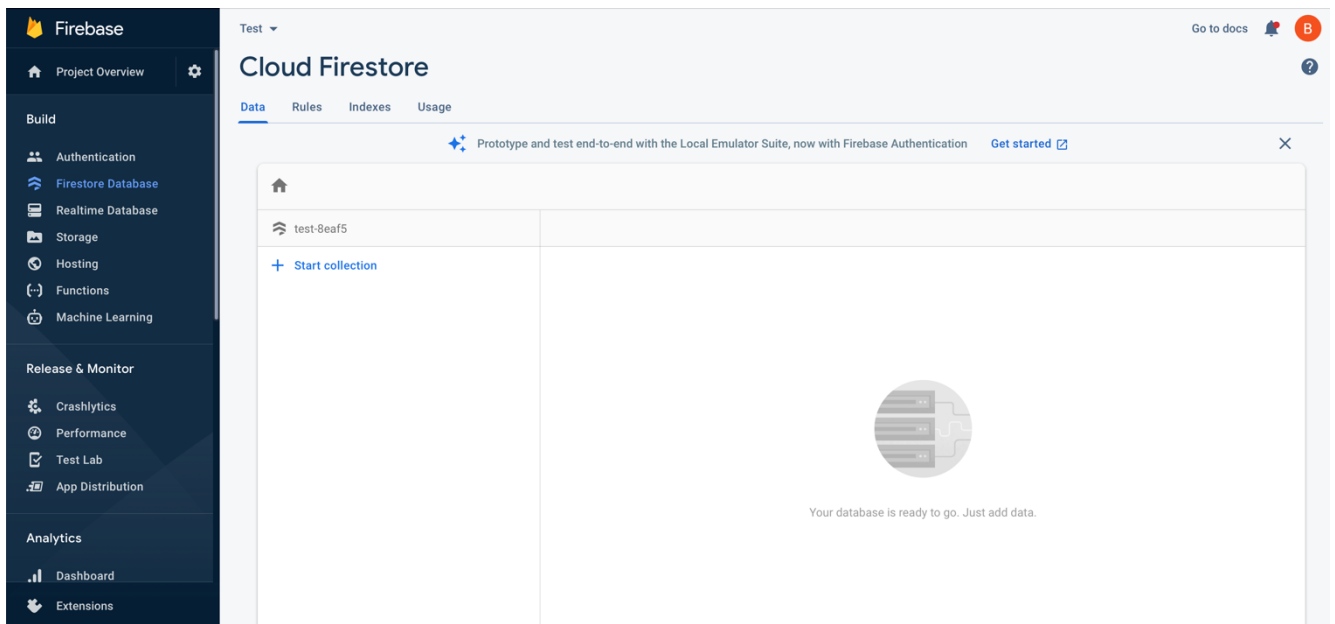 Firebase
Project Overview
Build
Authentication
Firestore Database
Realtime Database
Storage
Hosting
Functions
Machine Learning
Release & Monitor
Crashlytics
Performance
Test Lab
App Distribution
Analytics
Dashboard
Extensions
Test
Go to docs
B
Cloud Firestore
?
Data Rules Indexes Usage
Prototype and test end-to-end with the Local Emulator Suite, now with Firebase Authentication Get started
test-8eaf5
+ Start collection
Your database is ready to go. Just add data.